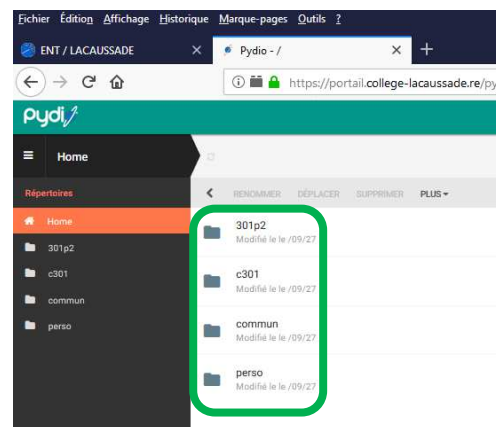 Fichier Édition Affichage Historique Marque-pages Outils ?
ENT / LACAUSSADE × Pydio - / × +
https://portail.college-lacaussade.re/py
pydi
Home
Répertoires
RENOMMER DÉPLACER SUPPRIMER PLUS
Home
301p2
Modifié le le /09/27
301p2
c301
c301
Modifié le le /09/27
commun
commun
Modifié le le /09/27
perso
perso
Modifié le le /09/27